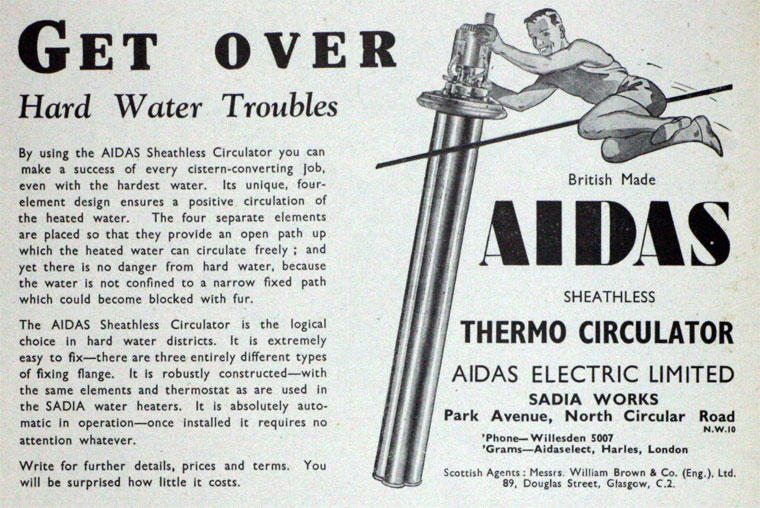 GET OVER
Hard Water Troubles
By using the AIDAS Sheathless Circulator you can
make a success of every cistern-converting job,
even with the hardest water. Its unique, four-
element design ensures a positive circulation of
the heated water. The four separate elements
are placed so that they provide an open path up
which the heated water can circulate freely ; and
yet there is no danger from hard water, because
the water is not confined to a narrow fixed path
which could become blocked with fur.
The AIDAS Sheathless Circulator is the logical
choice in hard water districts. It is extremely
easy to fix—there are three entirely different types
of fixing flange. It is robustly constructed—with
the same elements and thermostat as are used in
the SADIA water heaters. It is absolutely auto-
matic in operation—once installed it requires no
attention whatever.
Write for further details, prices and terms. You
will be surprised how little it costs.
British Made
AIDAS
SHEATHLESS
THERMO CIRCULATOR
AIDAS ELECTRIC LIMITED
SADIA WORKS
Park Avenue, North Circular Road
N.W.10
'Phone—Willesden 5007
'Grams—Aidaselect, Harles, London
Scottish Agents : Messrs. William Brown & Co. (Eng.), Ltd.
89, Douglas Street, Glasgow, C.2.